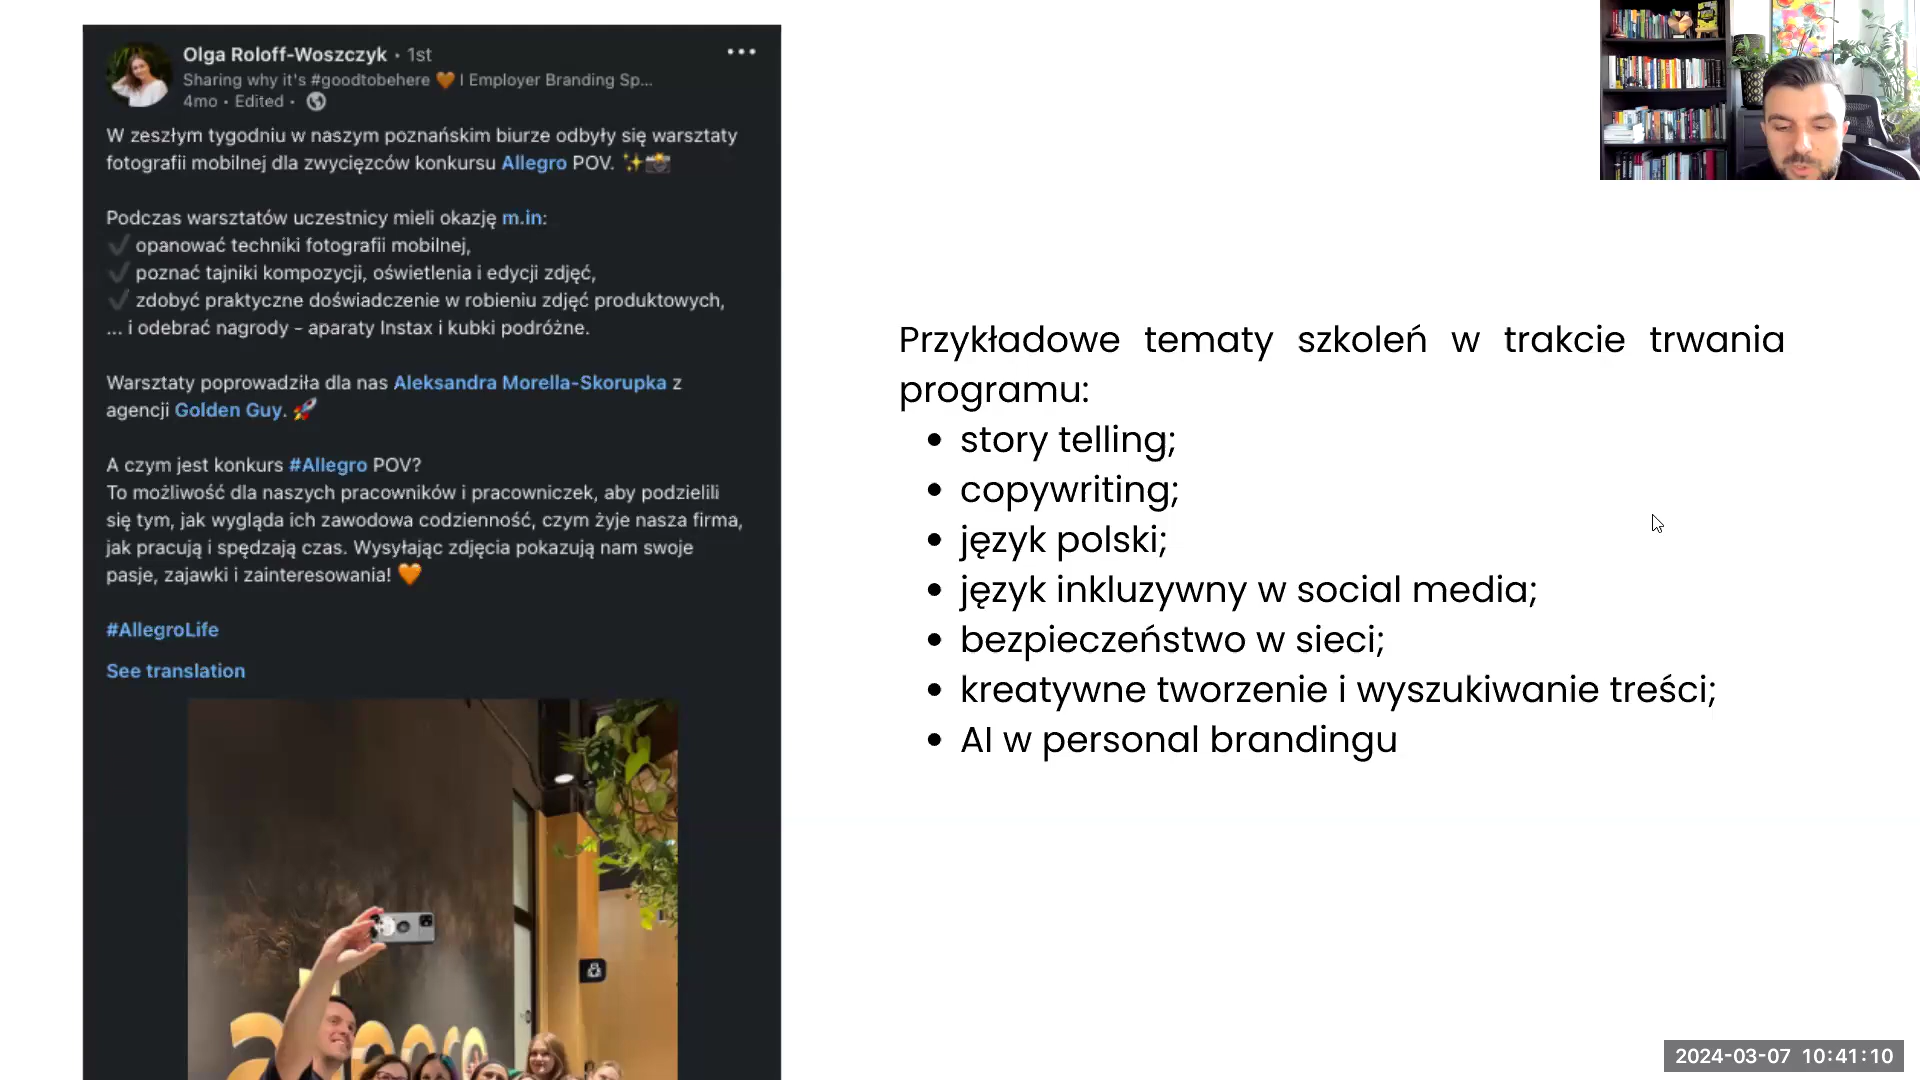 Olga Roloff-Woszczyk • 1st
Sharing why it's #goodtobehere 🧡 I Employer Branding Sp...
4mo • Edited •
W zeszłym tygodniu w naszym poznańskim biurze odbyły się warsztaty
fotografii mobilnej dla zwycięzców konkursu Allegro POV. ✨📸
Podczas warsztatów uczestnicy mieli okazję m.in:
✔ opanować techniki fotografii mobilnej,
✔ poznać tajniki kompozycji, oświetlenia i edycji zdjęć,
✔ zdobyć praktyczne doświadczenie w robieniu zdjęć produktowych,
... i odebrać nagrody - aparaty Instax i kubki podróżne.
Warsztaty poprowadziła dla nas Aleksandra Morella-Skorupka z
agencji Golden Guy. 🚀
A czym jest konkurs #Allegro POV?
To możliwość dla naszych pracowników i pracowniczek, aby podzielili
się tym, jak wygląda ich zawodowa codzienność, czym żyje nasza firma,
jak pracują i spędzają czas. Wysyłając zdjęcia pokazują nam swoje
pasje, zajawki i zainteresowania! 🧡
#AllegroLife
See translation
Przykładowe tematy szkoleń w trakcie trwania
programu:
• story telling;
• copywriting;
• język polski;
• język inkluzywny w social media;
• bezpieczeństwo w sieci;
• kreatywne tworzenie i wyszukiwanie treści;
• AI w personal brandingu
2024-03-07 10:41:10